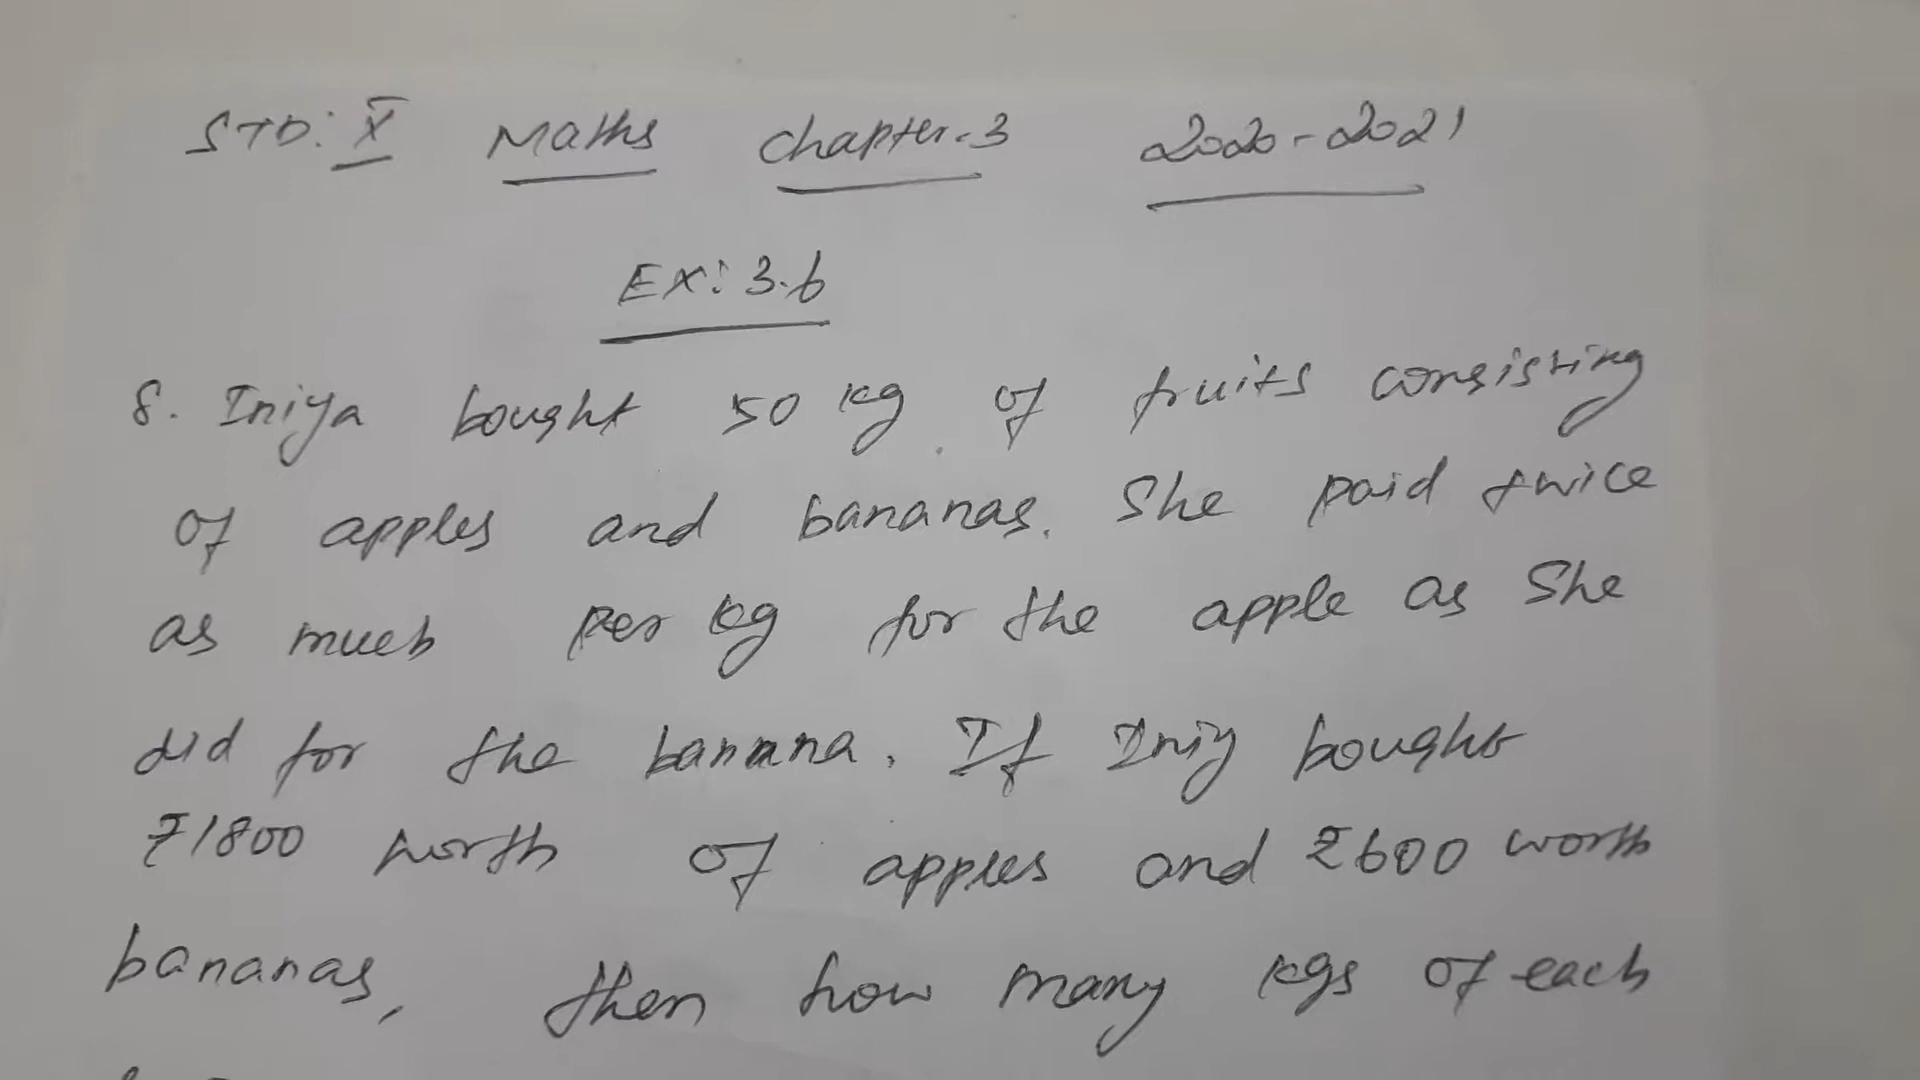 STD: X Maths chapter-3 2020-2021
EX: 3.6
8. Iniya bought 50 kg of fruits consisting
of apples and bananas. She paid twice
as much per kg for the apple as She
did for the banana. If Iniy bought
₹1800 worth of apples and ₹600 worth
bananas, then how many kgs of each